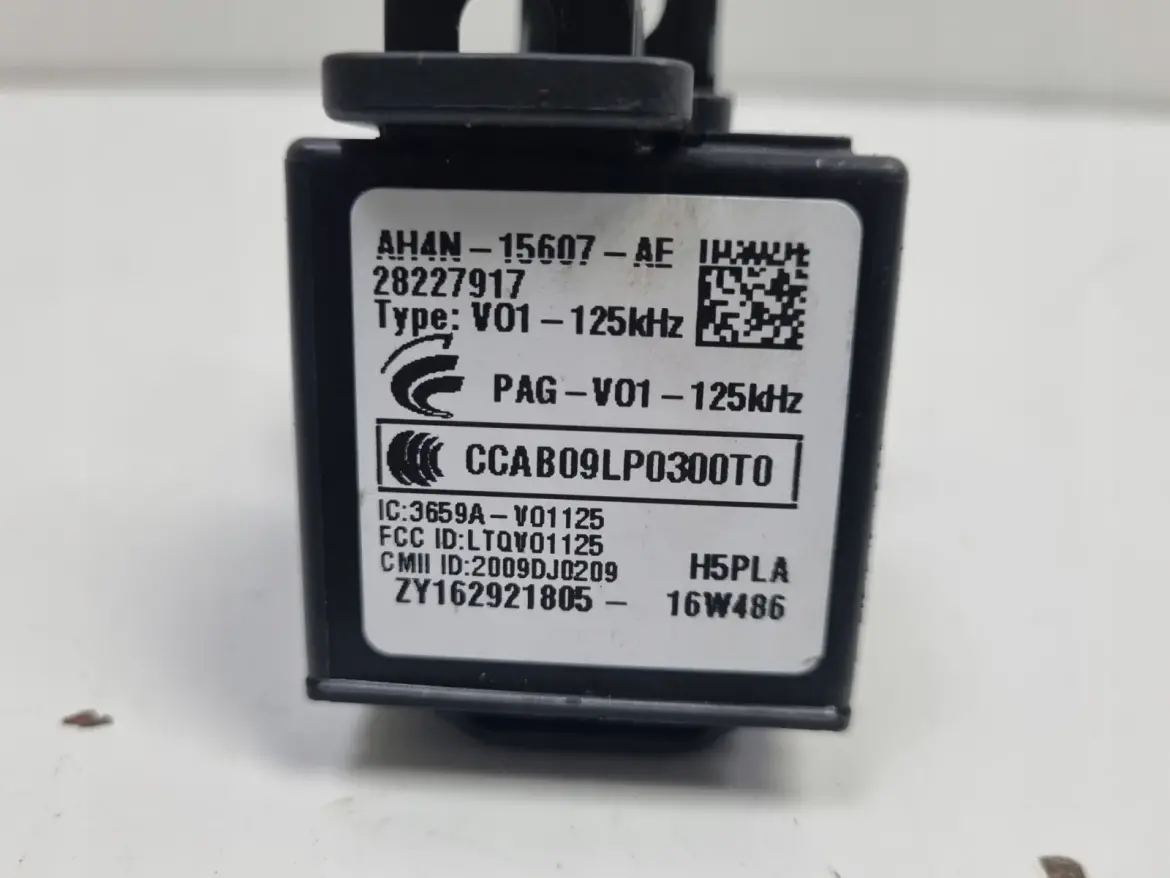 AH4N-15607-AE
28227917
Type: V01-125kHz
PAG-V01-125kHz
CCAB09LP0300T0
IC:3659A-V01125
FCC ID:LTQV01125
CMII ID:2009DJ0209
H5PLA
ZY162921805- 16W486